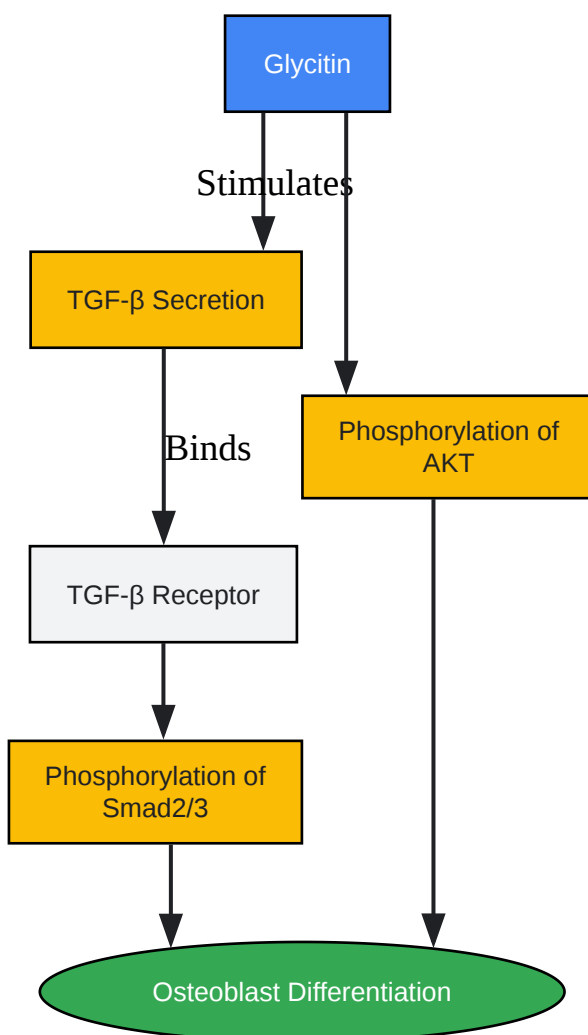 Glycitin
Stimulates
TGF-β Secretion
Phosphorylation of
AKT
Binds
TGF-β Receptor
Phosphorylation of
Smad2/3
Osteoblast Differentiation